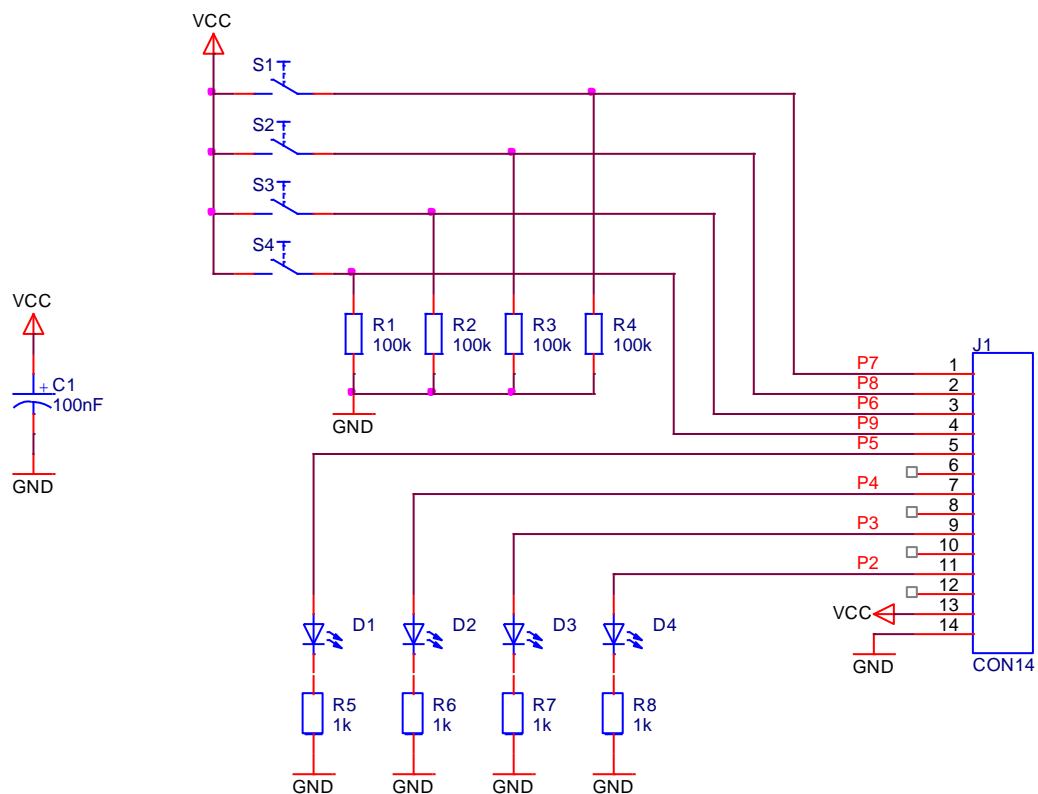 VCC
S1
S2
S3
S4
VCC
+ C1
100nF
GND
R1
100k
R2
100k
R3
100k
R4
100k
GND
J1
P7 1
P8 2
P6 3
P9 4
P5 5
6
P4 7
8
P3 9
10
P2 11
12
VCC 13
14
GND
CON14
D1
D2
D3
D4
R5
1k
R6
1k
R7
1k
R8
1k
GND
GND
GND
GND